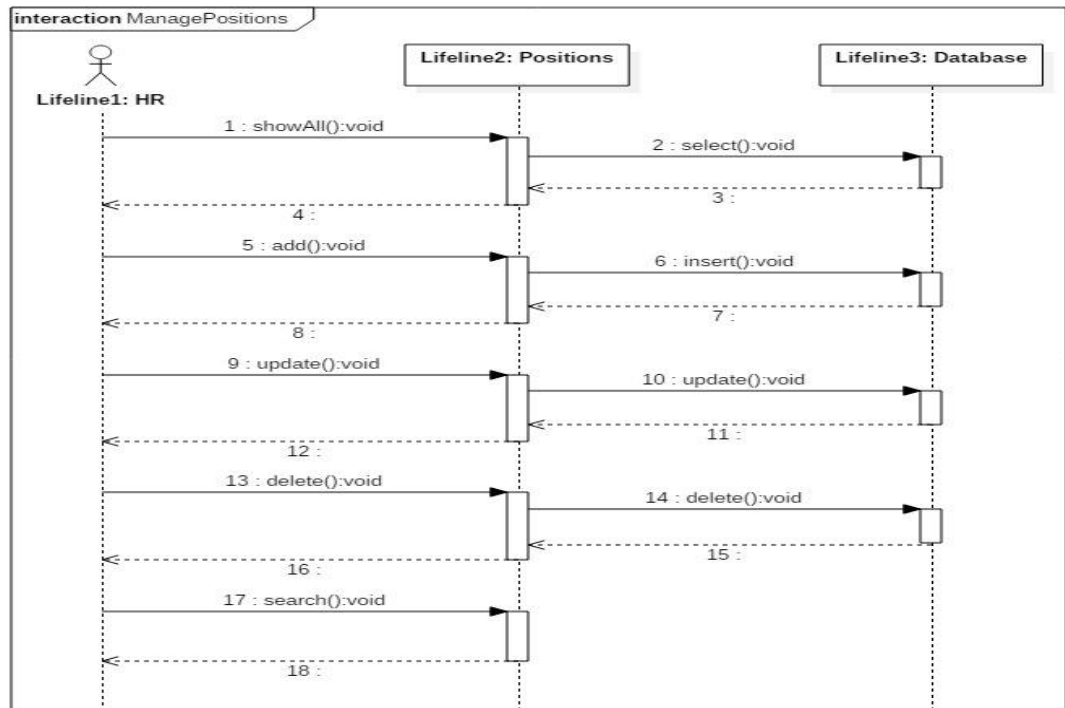 interaction ManagePositions
Lifeline1: HR
Lifeline2: Positions
Lifeline3: Database
1 : showAll():void
2 : select():void
3 :
4 :
5 : add():void
6 : insert():void
7 :
8 :
9 : update():void
10 : update():void
11 :
12 :
13 : delete():void
14 : delete():void
15 :
16 :
17 : search():void
18 :